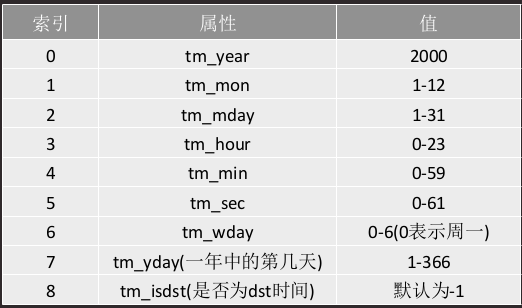 索引 属性 值
0 tm_year 2000
1 tm_mon 1-12
2 tm_mday 1-31
3 tm_hour 0-23
4 tm_min 0-59
5 tm_sec 0-61
6 tm_wday 0-6(0表示周一)
7 tm_yday(一年中的第几天) 1-366
8 tm_isdst(是否为dst时间) 默认为-1